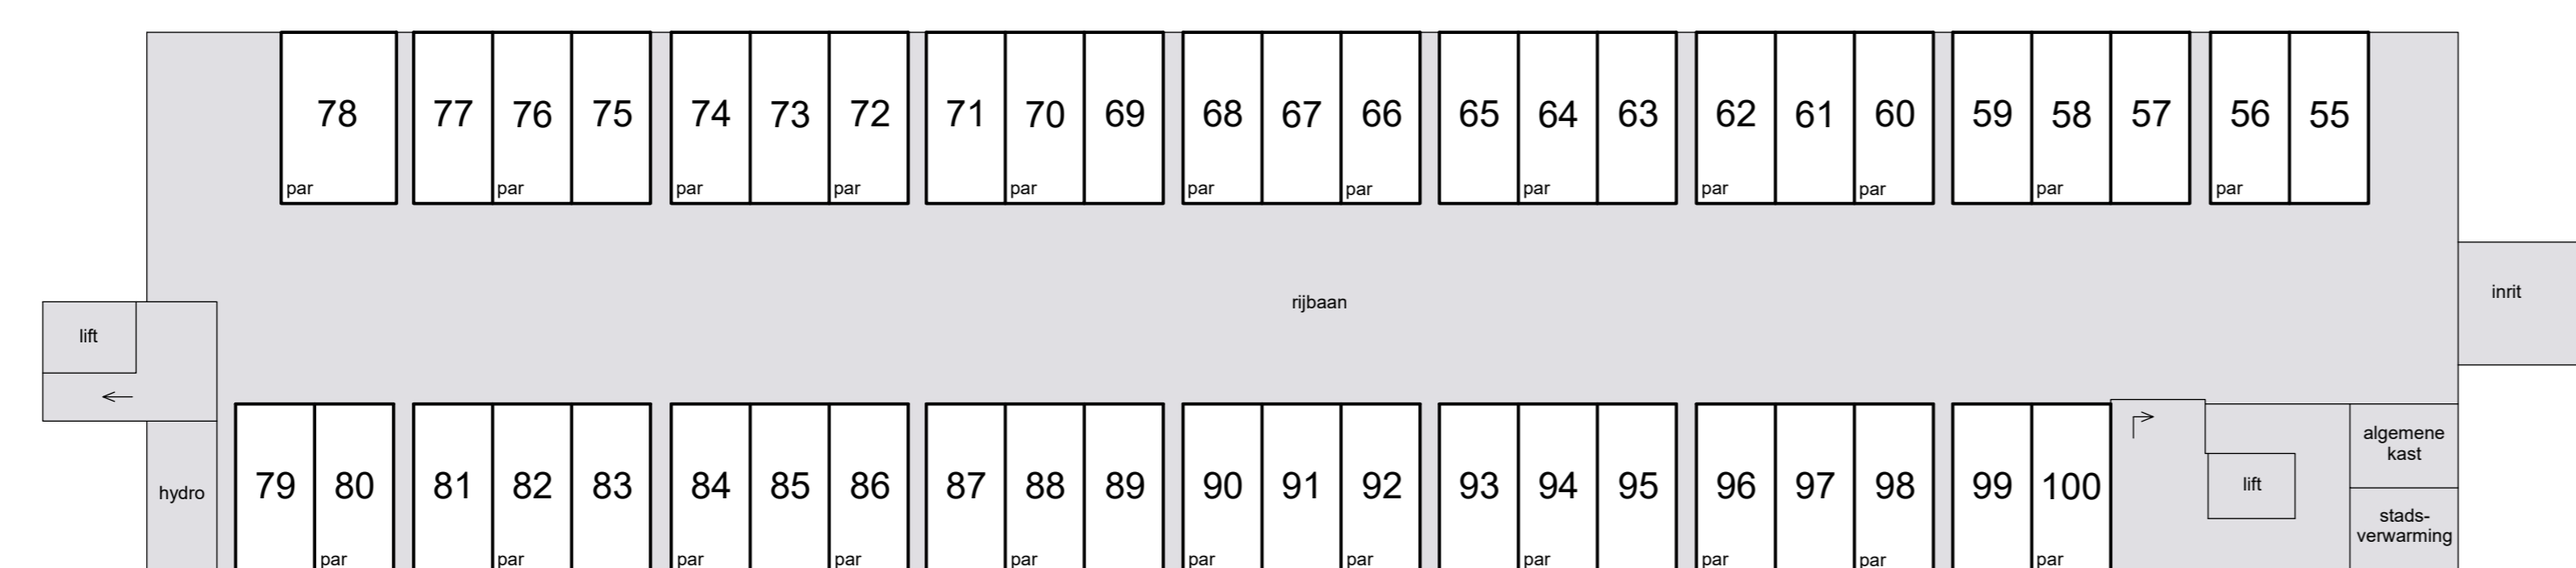 78 77 76 75 74 73 72 71 70 69 68 67 66 65 64 63 62 61 60 59 58 57 56 55
par par par par par par par par par par par par
rijbaan
inrit
lift
lift
hydro
79 80 81 82 83 84 85 86 87 88 89 90 91 92 93 94 95 96 97 98 99 100
par par par par par par par par par par par
algemene
kast
stads-
verwarming